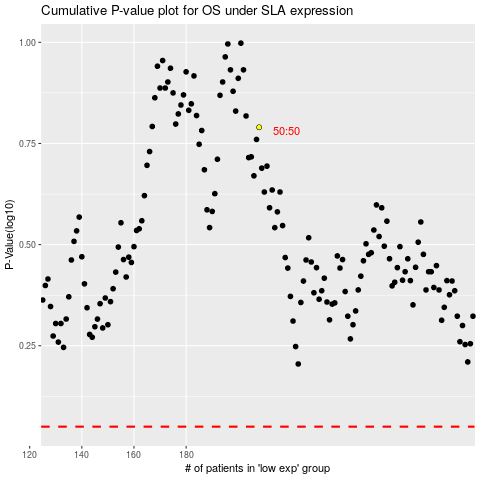 Cumulative P-value plot for OS under SLA expression
1.00
0.75
0.50
0.25
50:50
P-Value(log10)
120 140 160 180
# of patients in 'low exp' group